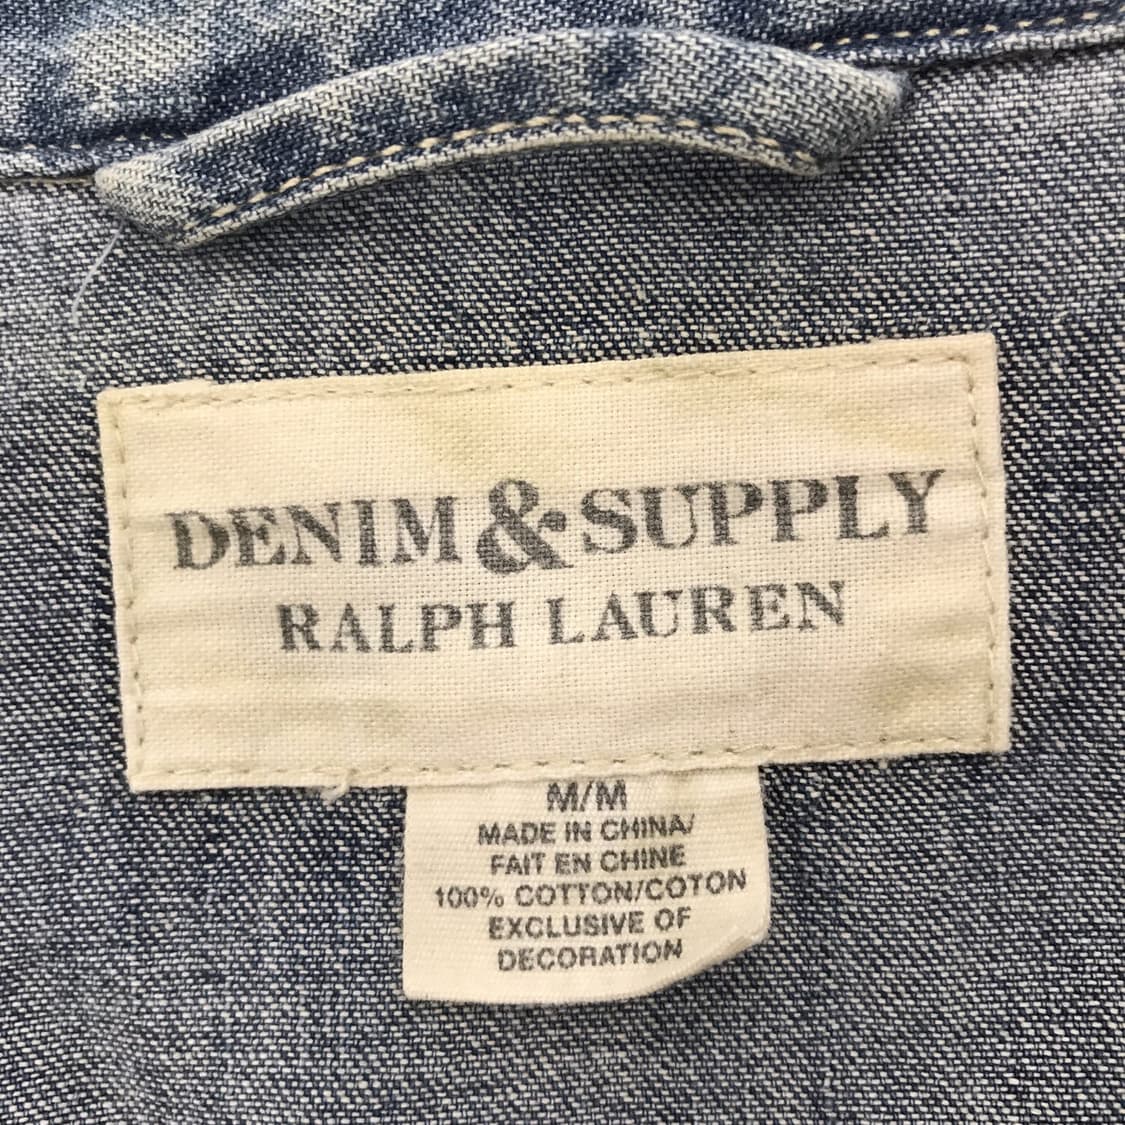 DENIM & SUPPLY
RALPH LAUREN
M/M
MADE IN CHINA/
FAIT EN CHINE
100% COTTON/COTON
EXCLUSIVE OF
DECORATION